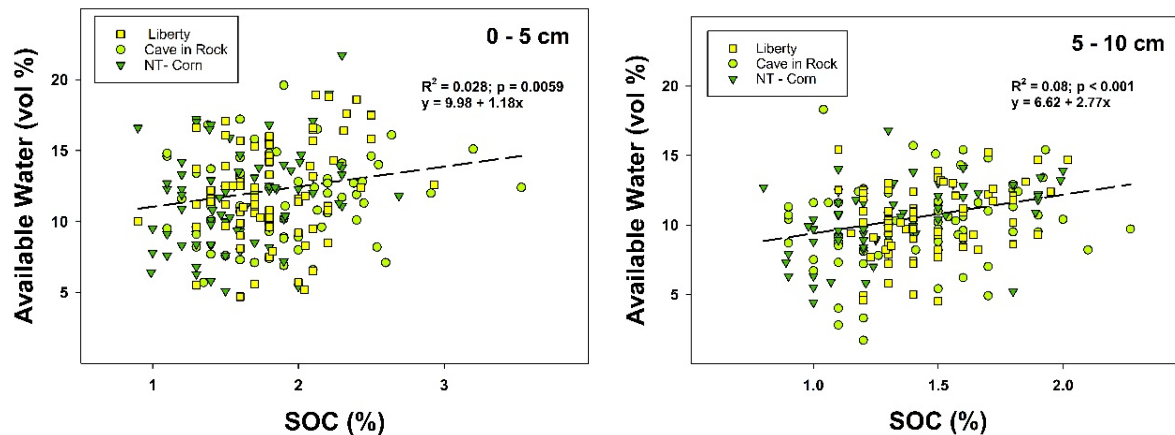 0 - 5 cm
Liberty
Cave in Rock
NT - Corn
R² = 0.028; p = 0.0059
y = 9.98 + 1.18x
Available Water (vol %)
20
15
10
5
1 2 3
SOC (%)
5 - 10 cm
Liberty
Cave in Rock
NT - Corn
R² = 0.08; p < 0.001
y = 6.62 + 2.77x
Available Water (vol %)
20
15
10
5
1.0 1.5 2.0
SOC (%)